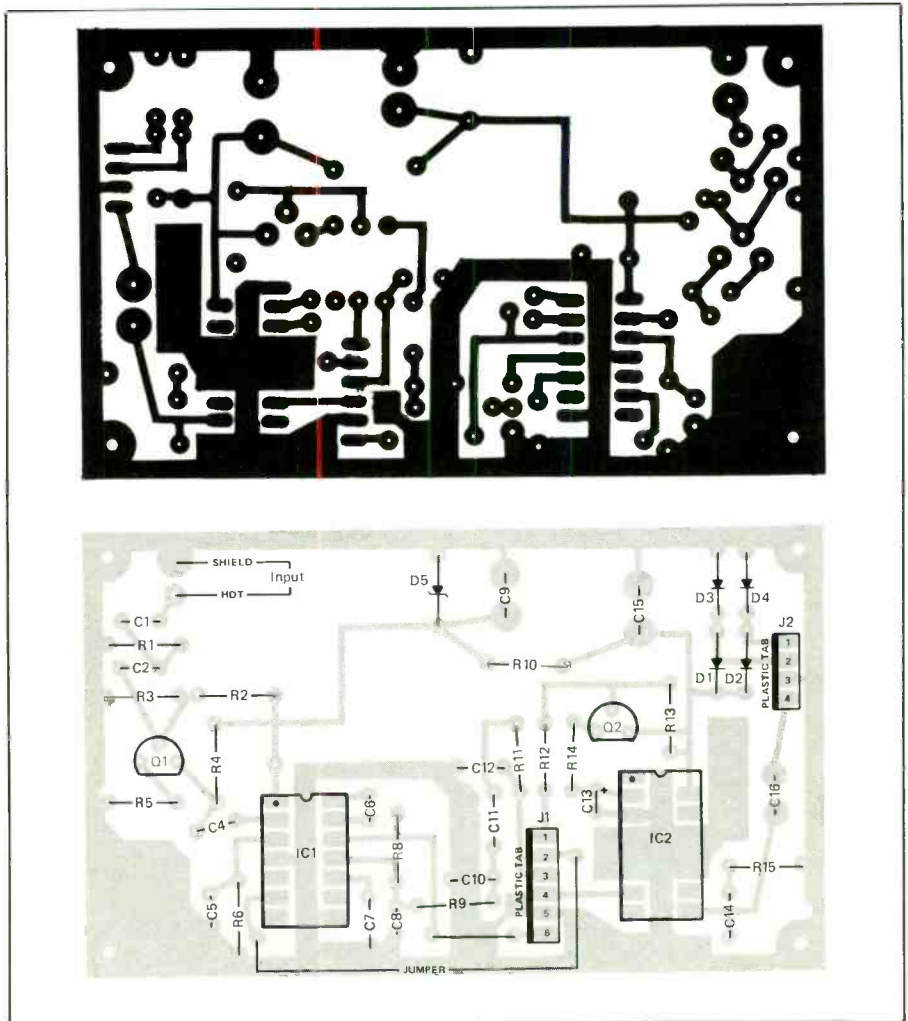 SHIELD
Input
HDT
D5
C9
C15
D3
D4
J2
C1
R1
C2
R10
D1
D2
PLASTIC TAB
1
2
3
4
R3
R2
Q1
R4
R11
R12
R14
Q2
R13
C12
R5
C4
C6
C11
C13
+
C16
IC1
R8
J1
IC2
PLASTIC TAB
1
2
3
4
5
6
C10
R9
R15
C5
R6
C7
C8
C14
JUMPER